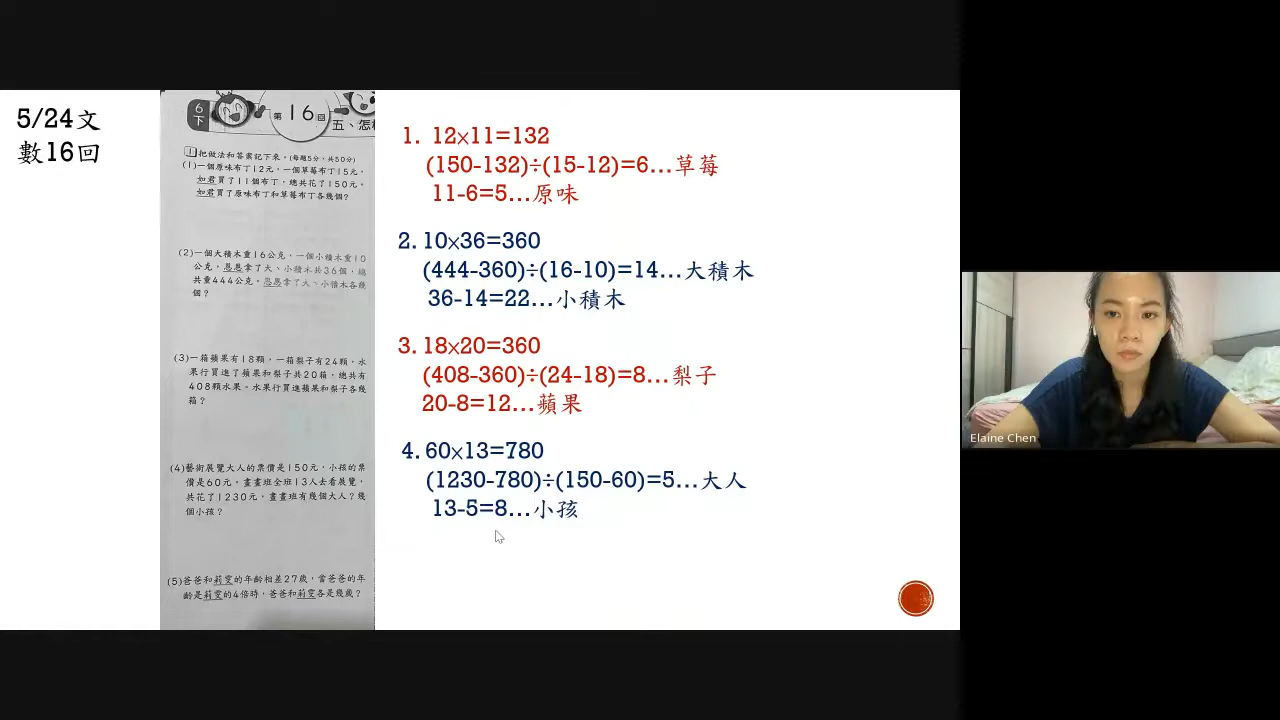 5/24文
數16回
6下
第16回
五、怎
1 把做法和答案記下來。(每題5分，共50分)
(1)一個原味布丁12元，一個草莓布丁15元，
如君買了11個布丁，總共花了150元。
如君買了原味布丁和草莓布丁各幾個？
(2)一個大積木重16公克，一個小積木重10
公克，恩恩拿了大、小積木共36個，總
共重444公克，恩恩拿了大、小積木各幾
個？
(3)一箱蘋果有18顆，一箱梨子有24顆，水
果行買進了蘋果和梨子共20箱，總共有
408顆水果。水果行買進蘋果和梨子各幾
箱？
(4)藝術展覽大人的票價是150元，小孩的票
價是60元，畫畫班全班13人去看展覽，
共花了1230元，畫畫班有幾個大人？幾
個小孩？
(5)爸爸和莉雯的年齡相差27歲，當爸爸的年
齡是莉雯的4倍時，爸爸和莉雯各是幾歲？
1. 12×11=132
(150-132)÷(15-12)=6…草莓
11-6=5…原味
2. 10×36=360
(444-360)÷(16-10)=14…大積木
36-14=22…小積木
3. 18×20=360
(408-360)÷(24-18)=8…梨子
20-8=12…蘋果
4. 60×13=780
(1230-780)÷(150-60)=5…大人
13-5=8…小孩
Elaine Chen